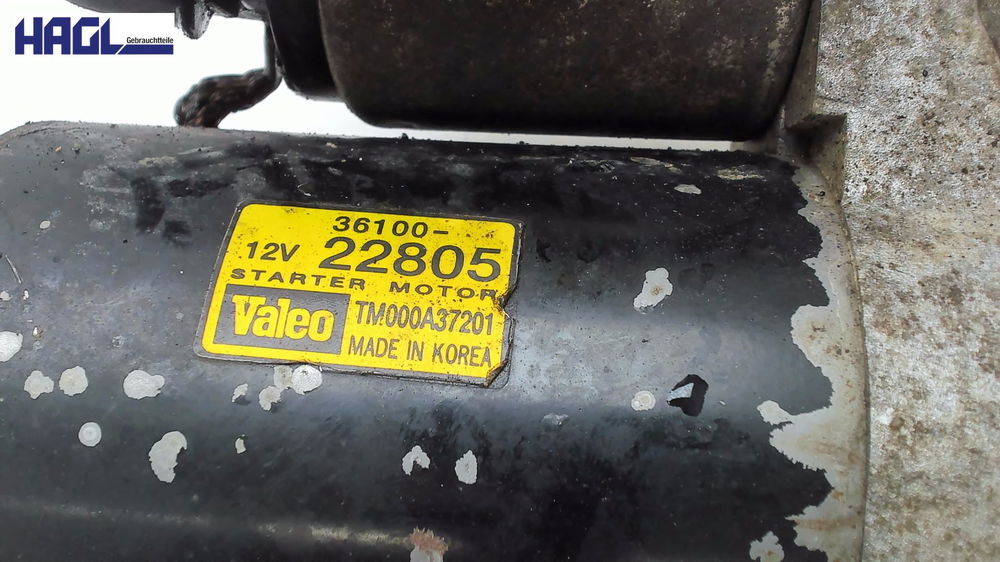 HAGL Gebrauchtteile
36100-
12V 22805
STARTER MOTOR
Valeo TM000A37201
MADE IN KOREA